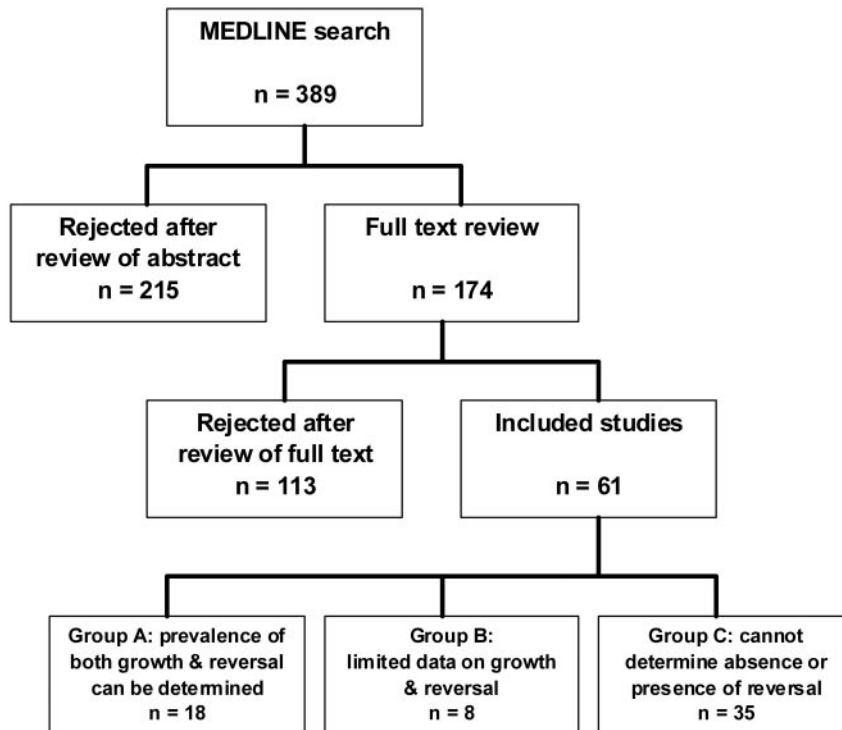 MEDLINE search
n = 389
Rejected after
review of abstract
n = 215
Full text review
n = 174
Rejected after
review of full text
n = 113
Included studies
n = 61
Group A: prevalence of
both growth & reversal
can be determined
n = 18
Group B:
limited data on growth
& reversal
n = 8
Group C: cannot
determine absence or
presence of reversal
n = 35